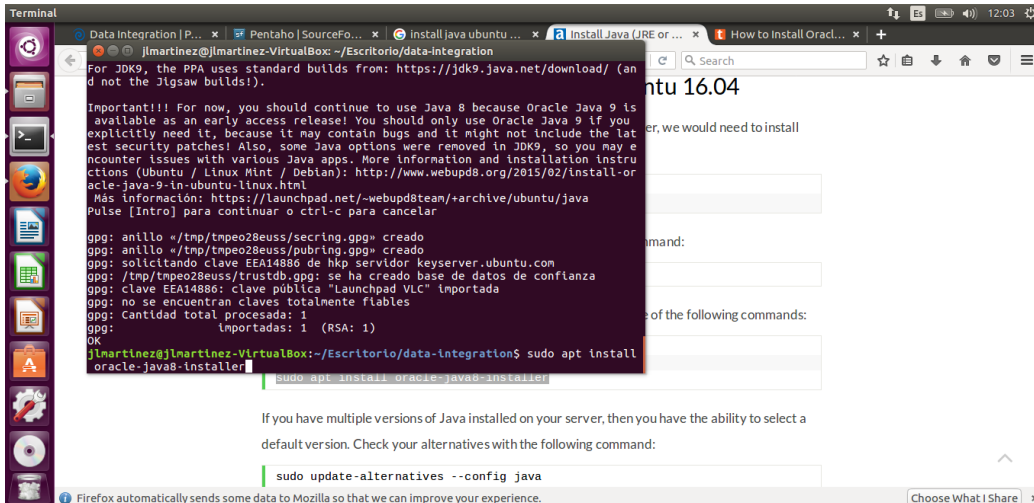 Terminal
Es
12:03
Data Integration | P... × Pentaho | SourceFo... × install java ubuntu ... × Install Java (JRE or ... × How to Install Oracl... ×
jlmartinez@jlmartinez-VirtualBox: ~/Escritorio/data-integration
Search
For JDK9, the PPA uses standard builds from: https://jdk9.java.net/download/ (an
d not the Jigsaw builds!).
Important!!! For now, you should continue to use Java 8 because Oracle Java 9 is
available as an early access release! You should only use Oracle Java 9 if you
explicitly need it, because it may contain bugs and it might not include the lat
est security patches! Also, some Java options were removed in JDK9, so you may e
ncounter issues with various Java apps. More information and installation instru
ctions (Ubuntu / Linux Mint / Debian): http://www.webupd8.org/2015/02/install-or
acle-java-9-in-ubuntu-linux.html
Más información: https://launchpad.net/~webupd8team/+archive/ubuntu/java
Pulse [Intro] para continuar o ctrl-c para cancelar
gpg: anillo «/tmp/tmpeo28euss/secring.gpg» creado
gpg: anillo «/tmp/tmpeo28euss/pubring.gpg» creado
gpg: solicitando clave EEA14886 de hkp servidor keyserver.ubuntu.com
gpg: /tmp/tmpeo28euss/trustdb.gpg: se ha creado base de datos de confianza
gpg: clave EEA14886: clave pública "Launchpad VLC" importada
gpg: no se encuentran claves totalmente fiables
gpg: Cantidad total procesada: 1
gpg: importadas: 1 (RSA: 1)
OK
jlmartinez@jlmartinez-VirtualBox:~/Escritorio/data-integration$ sudo apt install
oracle-java8-installer
ntu 16.04
er, we would need to install
mmand:
e of the following commands:
sudo apt install oracle-java8-installer
If you have multiple versions of Java installed on your server, then you have the ability to select a
default version. Check your alternatives with the following command:
sudo update-alternatives --config java
Firefox automatically sends some data to Mozilla so that we can improve your experience.
Choose What I Share